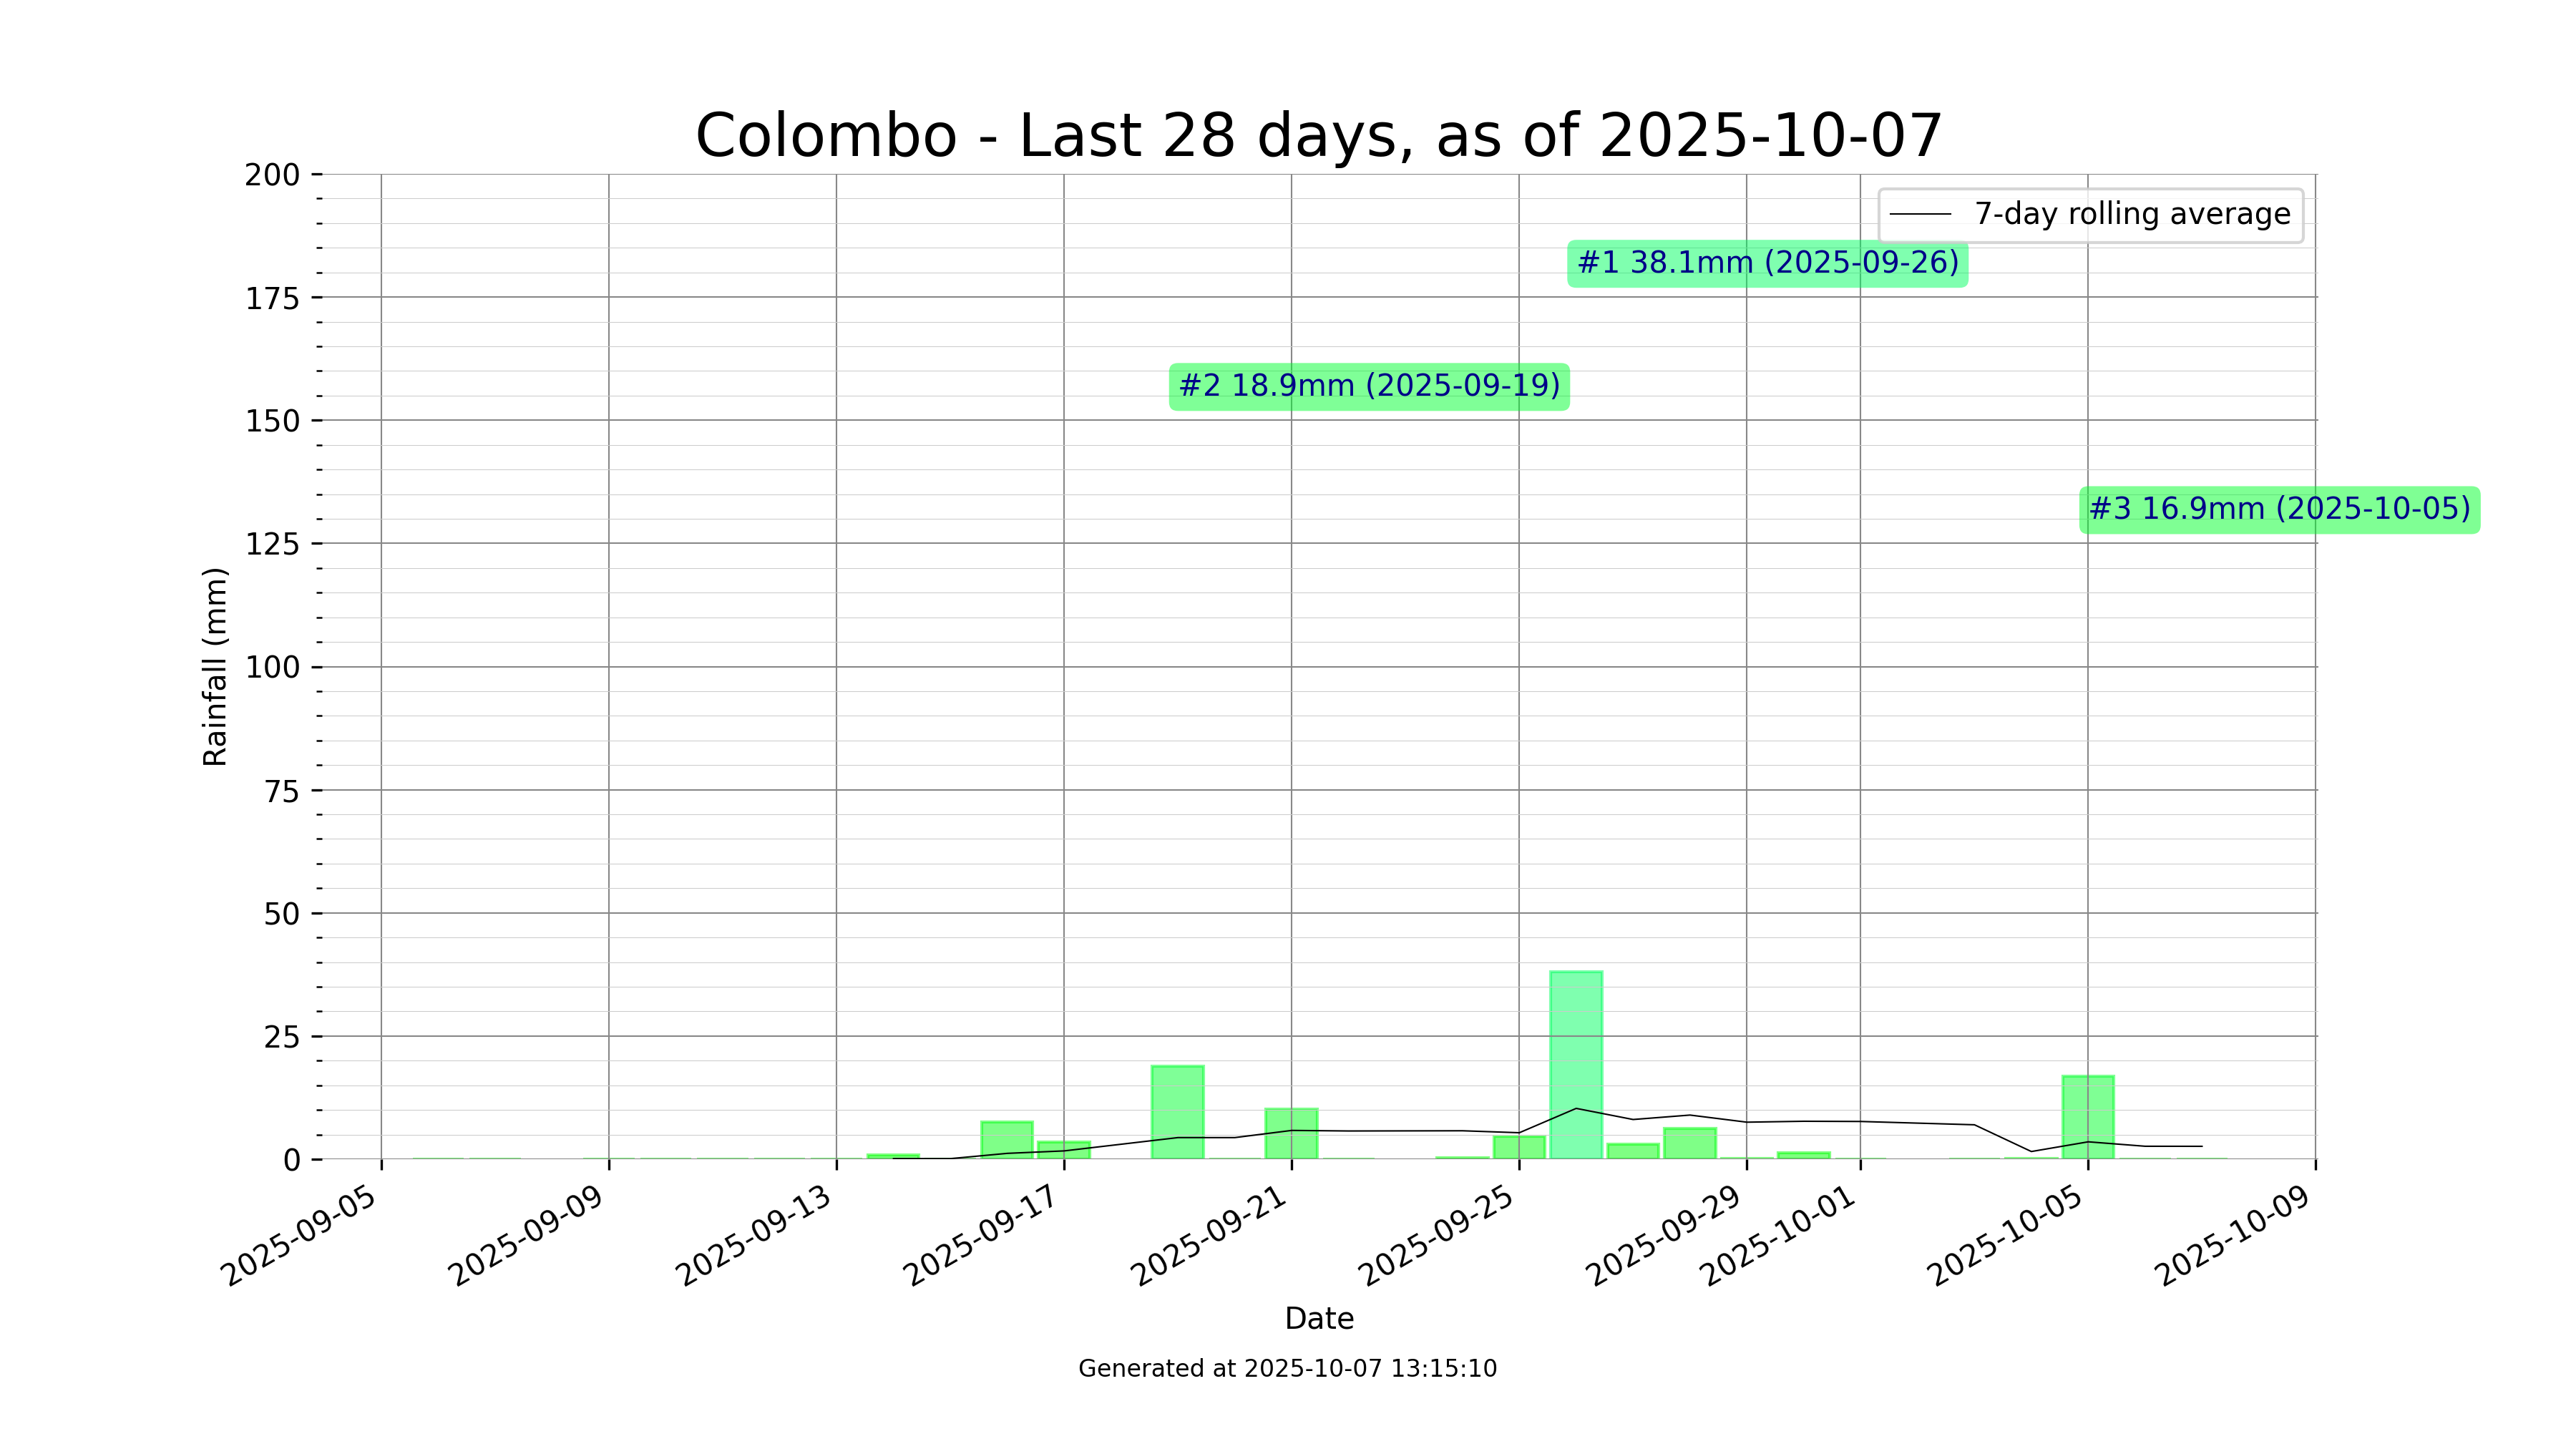 Colombo - Last 28 days, as of 2025-10-07
200
175
150
125
100
75
50
25
0
Rainfall (mm)
7-day rolling average
#1 38.1mm (2025-09-26)
#2 18.9mm (2025-09-19)
#3 16.9mm (2025-10-05)
2025-09-05
2025-09-09
2025-09-13
2025-09-17
2025-09-21
2025-09-25
2025-09-29
2025-10-01
2025-10-05
2025-10-09
Date
Generated at 2025-10-07 13:15:10